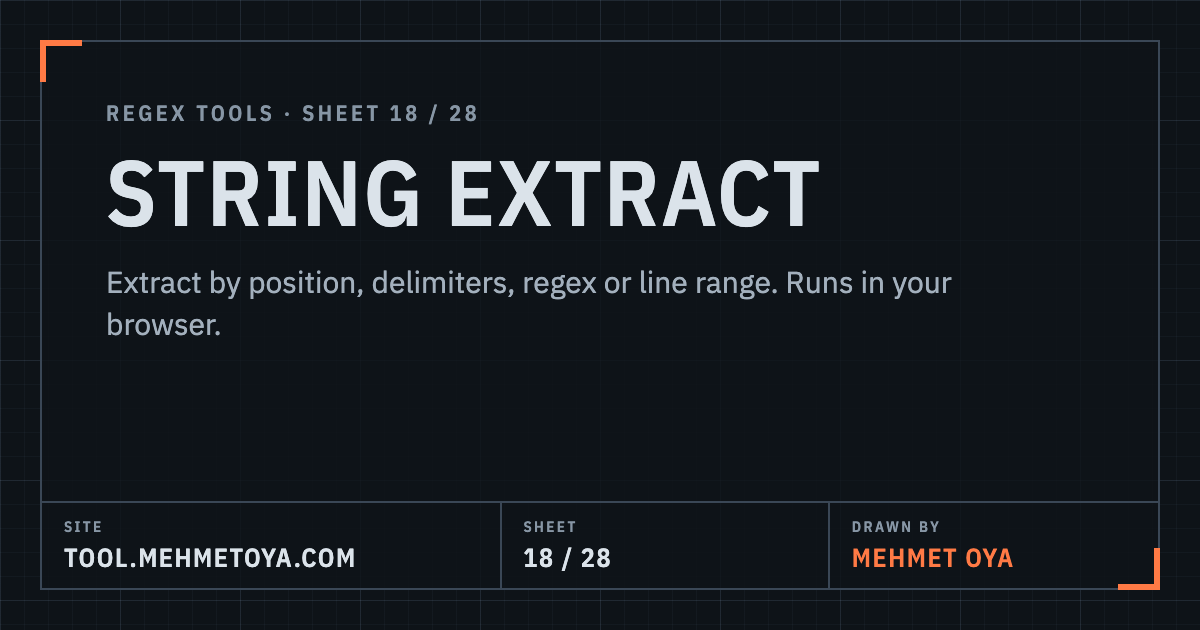 REGEX TOOLS · SHEET 18 / 28
STRING EXTRACT
Extract by position, delimiters, regex or line range. Runs in your
browser.
SITE
TOOL.MEHMETOYA.COM
SHEET
18 / 28
DRAWN BY
MEHMET OYA